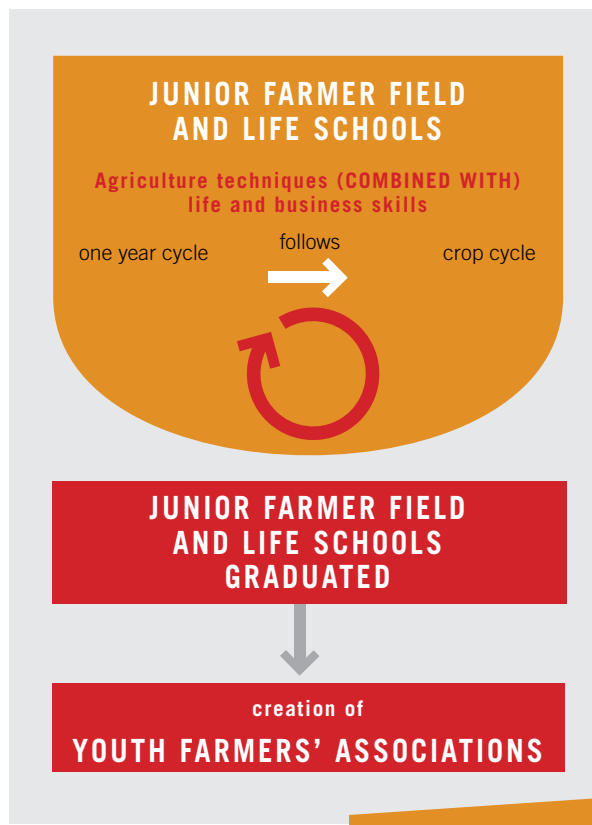 JUNIOR FARMER FIELD
AND LIFE SCHOOLS
Agriculture techniques (COMBINED WITH)
life and business skills
one year cycle
follows
crop cycle
JUNIOR FARMER FIELD
AND LIFE SCHOOLS
GRADUATED
creation of
YOUTH FARMERS’ ASSOCIATIONS